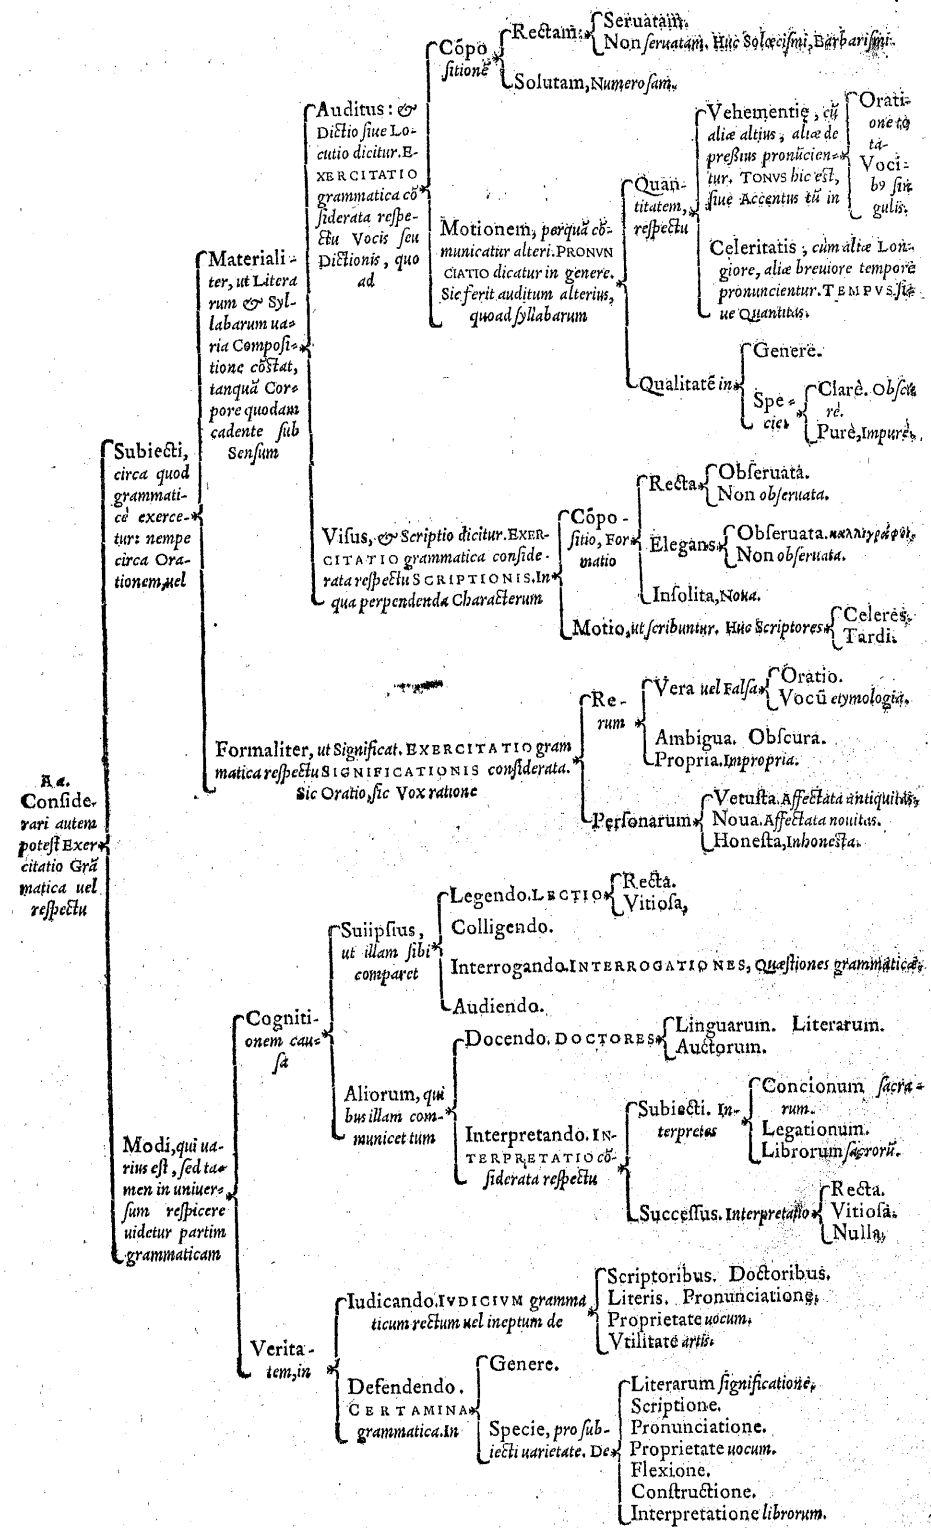 Aa.
Conside-
rari autem
potest Exer
citatio Grã
matica uel
respectu
Subiecti,
circa quod
grammati-
cè exerce-
tur: nempe
circa Ora-
tionem, uel
Materiali-
ter, ut Litera
rum & Syl-
labarum ua-
ria Composi-
tione cõstat,
tanquã Cor-
pore quodam
cadente sub
Sensum
Auditus: &
Dictio siue Lo-
cutio dicitur. E-
XERCITATIO
grammatica cõ
siderata respe-
ctu Vocis seu
Dictionis, quo
ad
Cõpo
sitionẽ
Rectam:
Seruatam.
Non seruatam. Huc Solœcismi, Barbarismi.
Solutam, Numerosam.
Motionem, per quã cõ-
municatur alteri. PRONVN
CIATIO dicatur in genere.
Sic ferit auditum alterius,
quoad syllabarum
Quan-
titatem,
respectu
Vehementię, cũ
aliæ altius, aliæ de
pressius pronũcien-
tur. TONVS hic est,
siue Accentus tũ in
Orati-
one to
ta.
Voci-
bꝰ sin
gulis.
Celeritatis, cùm aliæ Lon-
giore, aliæ breuiore tempore
pronuncientur. TEMPVS si-
ue Quantitas.
Qualitatẽ in
Genere.
Spe-
cie:
Clarè. Obscu
rè.
Purè, Impurè.
Visus, & Scriptio dicitur. EXER-
CITATIO grammatica conside-
rata respectu SCRIPTIONIS. In
qua perpendenda Characterum
Cõpo-
sitio, For
matio
Recta
Obseruata.
Non obseruata.
Elegans
Obseruata. καλλιγράφοι.
Non obseruata.
Insolita, Noua.
Motio, ut scribuntur. Huc Scriptores
Celeres.
Tardi.
Formaliter, ut Significat. EXERCITATIO gram
matica respectu SIGNIFICATIONIS considerata.
Sic Oratio, sic Vox ratione
Re-
rum
Vera uel Falsa
Oratio.
Vocũ etymologia.
Ambigua. Obscura.
Propria. Impropria.
Personarum
Vetusta. Affectata antiquitas.
Noua. Affectata nouitas.
Honesta, Inhonesta.
Modi, qui ua-
rius est, sed ta-
men in uniuer-
sum respicere
uidetur partim
grammaticam
Cogniti-
onem cau-
sa
Suiipsius,
ut illam sibi
comparet
Legendo. LECTIO
Recta.
Vitiosa,
Colligendo.
Interrogando. INTERROGATIONES, Quæstiones grammaticæ.
Audiendo.
Aliorum, qui
bus illam com-
municet tum
Docendo. DOCTORES
Linguarum. Literarum.
Auctorum.
Interpretando. IN-
TERPRETATIO cõ-
siderata respectu
Subiecti. In-
terpretes
Concionum sacra-
rum.
Legationum.
Librorum sacrorũ.
Successus. Interpretatio
Recta.
Vitiosa.
Nulla,
Verita-
tem, in
Iudicando. IVDICIVM gramma
ticum rectum uel ineptum de
Scriptoribus. Doctoribus.
Literis. Pronunciatione.
Proprietate uocum.
Vtilitate artis.
Defendendo.
CERTAMINA
grammatica. In
Genere.
Specie, pro sub-
iecti uarietate. De
Literarum significatione.
Scriptione.
Pronunciatione.
Proprietate uocum.
Flexione.
Constructione.
Interpretatione librorum.